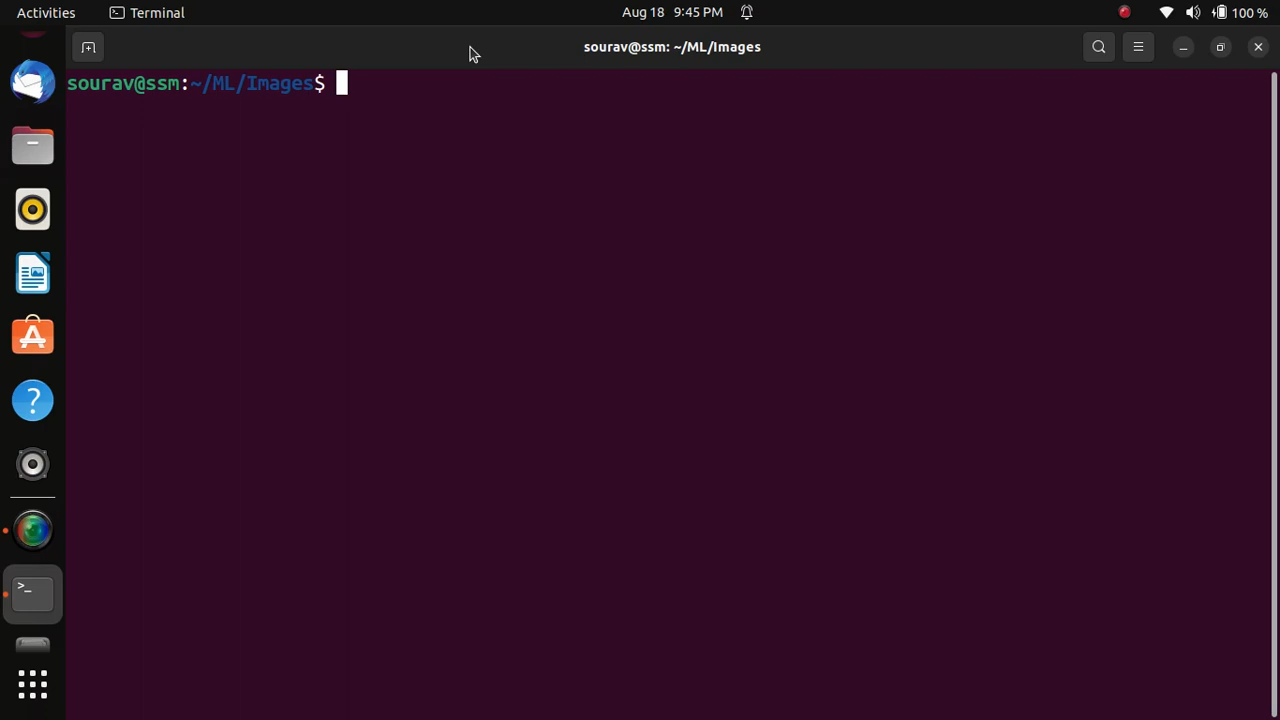 Activities Terminal Aug 18 9:45 PM 100 %
sourav@ssm: ~/ML/Images
sourav@ssm:~/ML/Images$